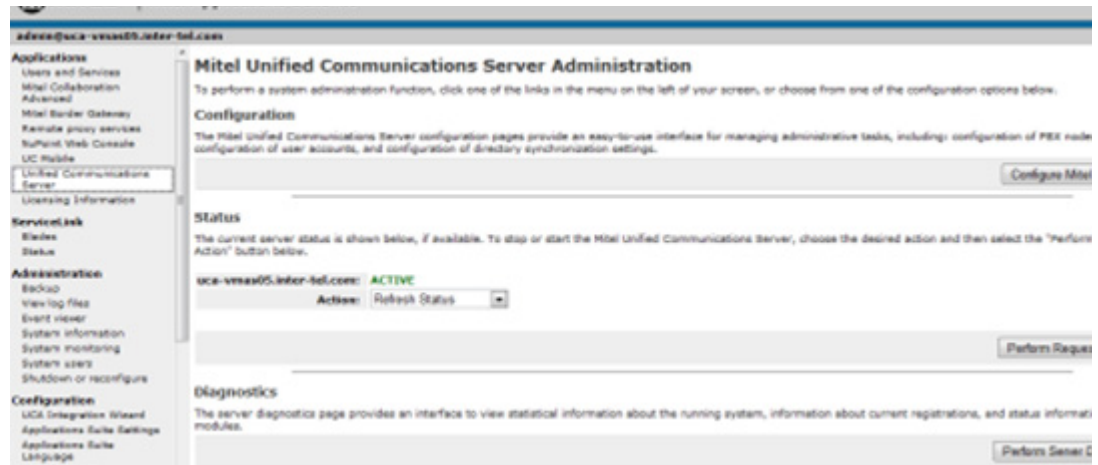 admin@uca-vmas05.inter-tel.com
Applications
Users and Services
Mitel Collaboration
Advanced
Mitel Border Gateway
Remote proxy services
NuPoint Web Console
UC Mobile
Unified Communications
Server
Licensing Information
ServiceLink
Blades
Status
Administration
Backup
View log files
Event viewer
System information
System monitoring
System users
Shutdown or reconfigure
Configuration
UCA Integration Wizard
Applications Suite Settings
Applications Suite
Language
Mitel Unified Communications Server Administration
To perform a system administration function, click one of the links in the menu on the left of your screen, or choose from one of the configuration options below.
Configuration
The Mitel Unified Communications Server configuration pages provide an easy-to-use interface for managing administrative tasks, including: configuration of PBX node
configuration of user accounts, and configuration of directory synchronization settings.
Configure Mitel
Status
The current server status is shown below, if available. To stop or start the Mitel Unified Communications Server, choose the desired action and then select the "Perform
Action" button below.
uca-vmas05.inter-tel.com: ACTIVE
Action: Refresh Status
Perform Reques
Diagnostics
The server diagnostics page provides an interface to view statistical information about the running system, information about current registrations, and status informati
modules.
Perform Server D